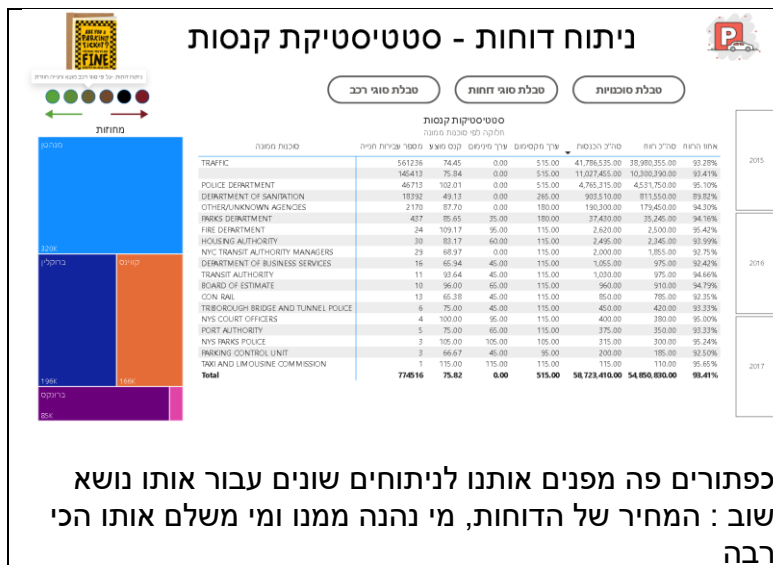 ניתוח דוחות - סטטיסטיקת קנסות
ARE YOU A
PARKING
TICKET?
FINE
P
ניתוח דוחות -על פי סוגי רכב מוצא וחנייה חוזרת
טבלת סוכנויות
טבלת סוגי דוחות
טבלת סוגי רכב
מחוזות
מנהטן
320K
ברוקלין
196K
קווינס
166K
ברונקס
85K
סטטיסטיקות קנסות
חלוקה לפי סוכנות ממונה
סוכנות ממונה מספר עבירות חנייה קנס מוצע ערך מינימום ערך מקסימום סה"כ הכנסות סה"כ רווח אחוז הרווח
TRAFFIC 561236 74.45 0.00 515.00 41,786,535.00 38,980,355.00 93.28%
145413 75.84 0.00 515.00 11,027,455.00 10,300,390.00 93.41%
POLICE DEPARTMENT 46713 102.01 0.00 515.00 4,765,315.00 4,531,750.00 95.10%
DEPARTMENT OF SANITATION 18392 49.13 0.00 265.00 903,510.00 811,550.00 89.82%
OTHER/UNKNOWN AGENCIES 2170 87.70 0.00 180.00 190,300.00 179,450.00 94.30%
PARKS DEPARTMENT 437 85.65 35.00 180.00 37,430.00 35,245.00 94.16%
FIRE DEPARTMENT 24 109.17 95.00 115.00 2,620.00 2,500.00 95.42%
HOUSING AUTHORITY 30 83.17 60.00 115.00 2,495.00 2,345.00 93.99%
NYC TRANSIT AUTHORITY MANAGERS 29 68.97 0.00 115.00 2,000.00 1,855.00 92.75%
DEPARTMENT OF BUSINESS SERVICES 16 65.94 45.00 115.00 1,055.00 975.00 92.42%
TRANSIT AUTHORITY 11 93.64 45.00 115.00 1,030.00 975.00 94.66%
BOARD OF ESTIMATE 10 96.00 65.00 115.00 960.00 910.00 94.79%
CON RAIL 13 65.38 45.00 115.00 850.00 785.00 92.35%
TRIBOROUGH BRIDGE AND TUNNEL POLICE 6 75.00 45.00 115.00 450.00 420.00 93.33%
NYS COURT OFFICERS 4 100.00 95.00 115.00 400.00 380.00 95.00%
PORT AUTHORITY 5 75.00 65.00 115.00 375.00 350.00 93.33%
NYS PARKS POLICE 3 105.00 105.00 105.00 315.00 300.00 95.24%
PARKING CONTROL UNIT 3 66.67 45.00 95.00 200.00 185.00 92.50%
TAXI AND LIMOUSINE COMMISSION 1 115.00 115.00 115.00 115.00 110.00 95.65%
Total 774516 75.82 0.00 515.00 58,723,410.00 54,850,830.00 93.41%
2015
2016
2017
כפתורים פה מפנים אותנו לניתוחים שונים עבור אותו נושא
שוב : המחיר של הדוחות, מי נהנה ממנו ומי משלם אותו הכי
רבה